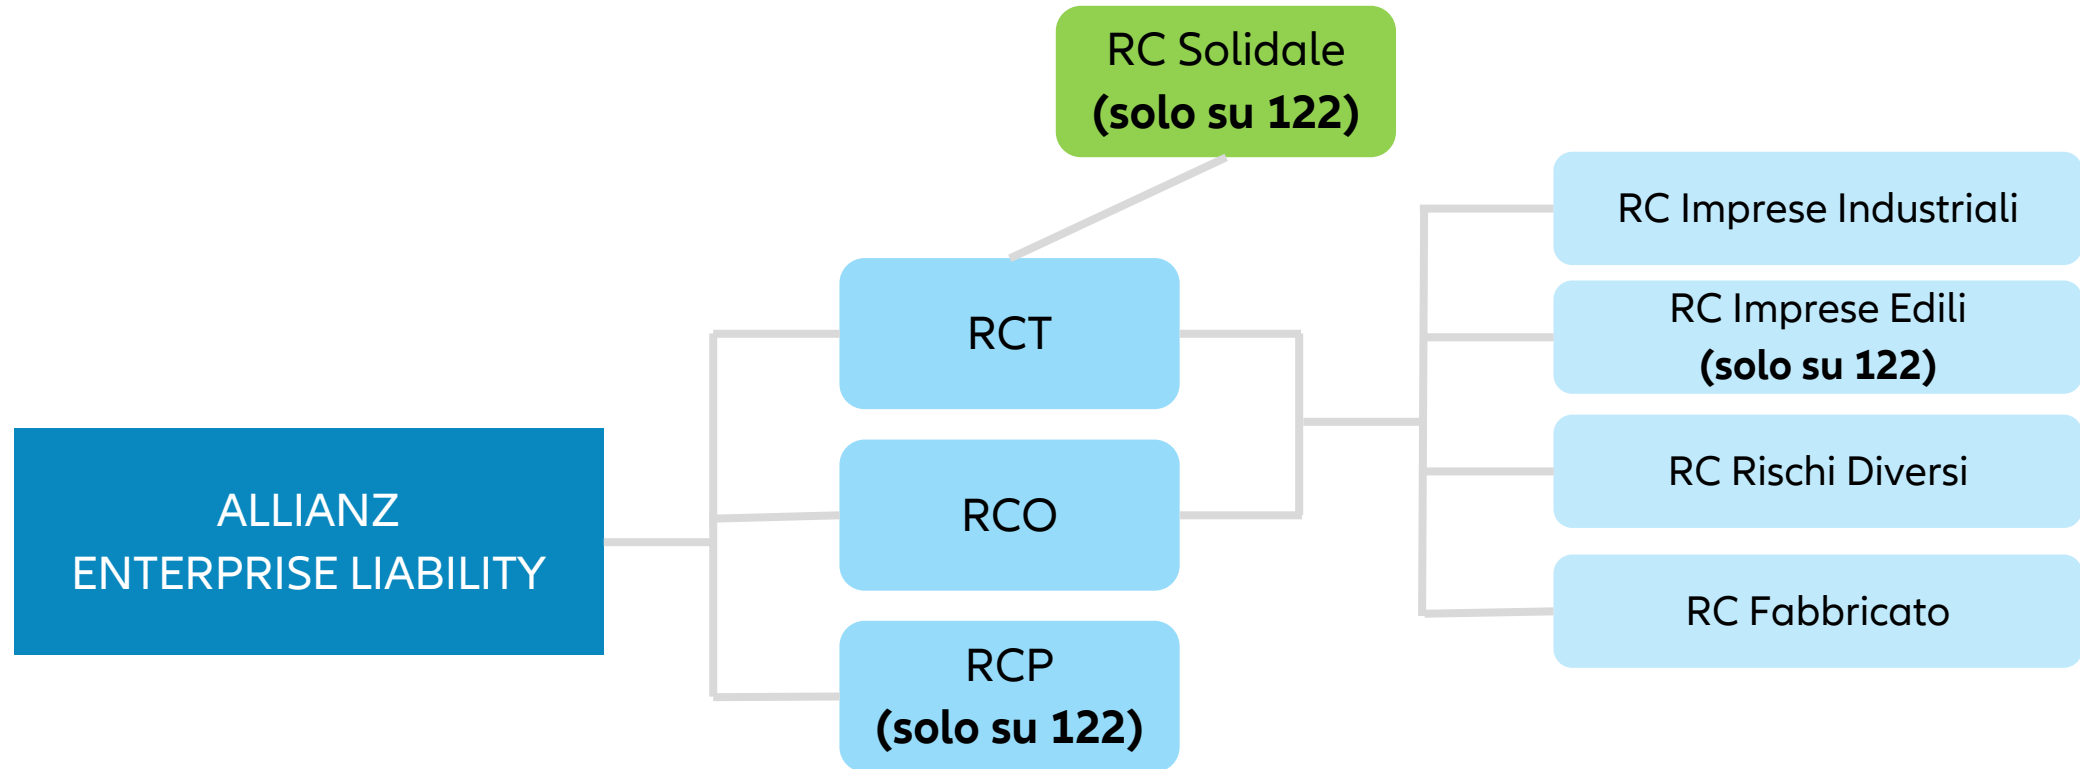 RC Solidale
(solo su 122)
ALLIANZ
ENTERPRISE LIABILITY
RCT
RCO
RCP
(solo su 122)
RC Imprese Industriali
RC Imprese Edili
(solo su 122)
RC Rischi Diversi
RC Fabbricato